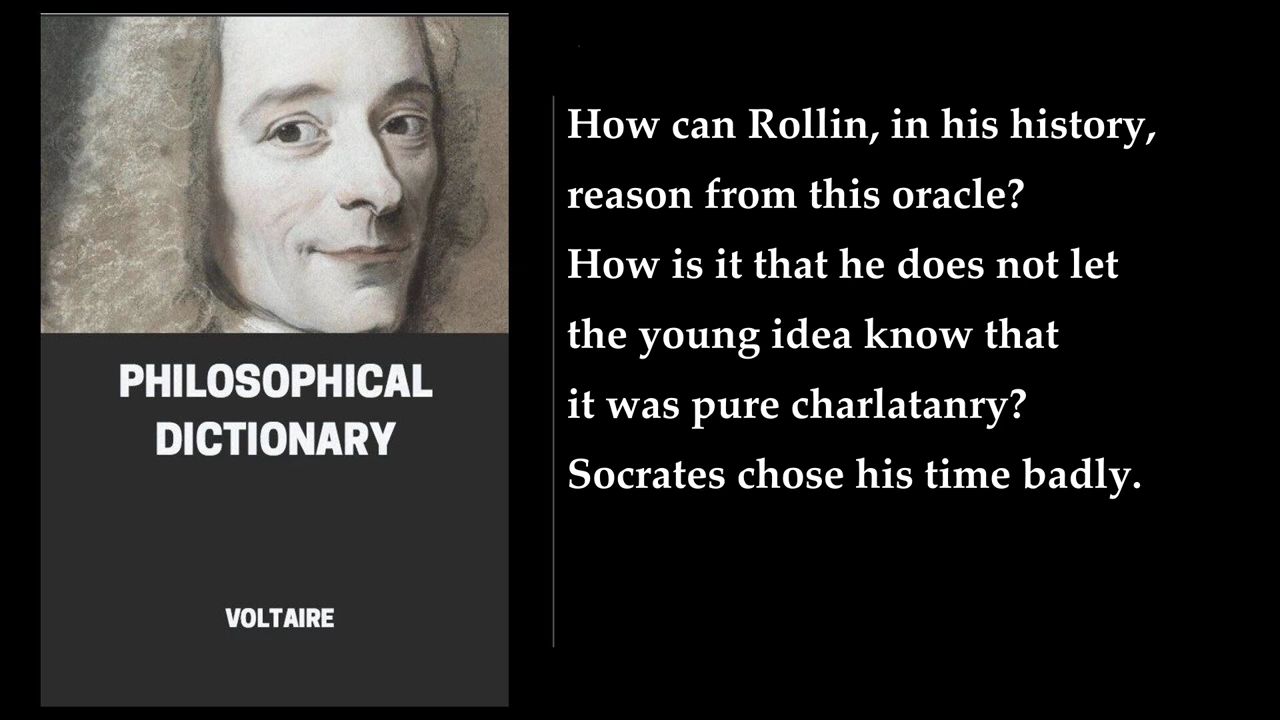 PHILOSOPHICAL
DICTIONARY
VOLTAIRE
How can Rollin, in his history,
reason from this oracle?
How is it that he does not let
the young idea know that
it was pure charlatanry?
Socrates chose his time badly.